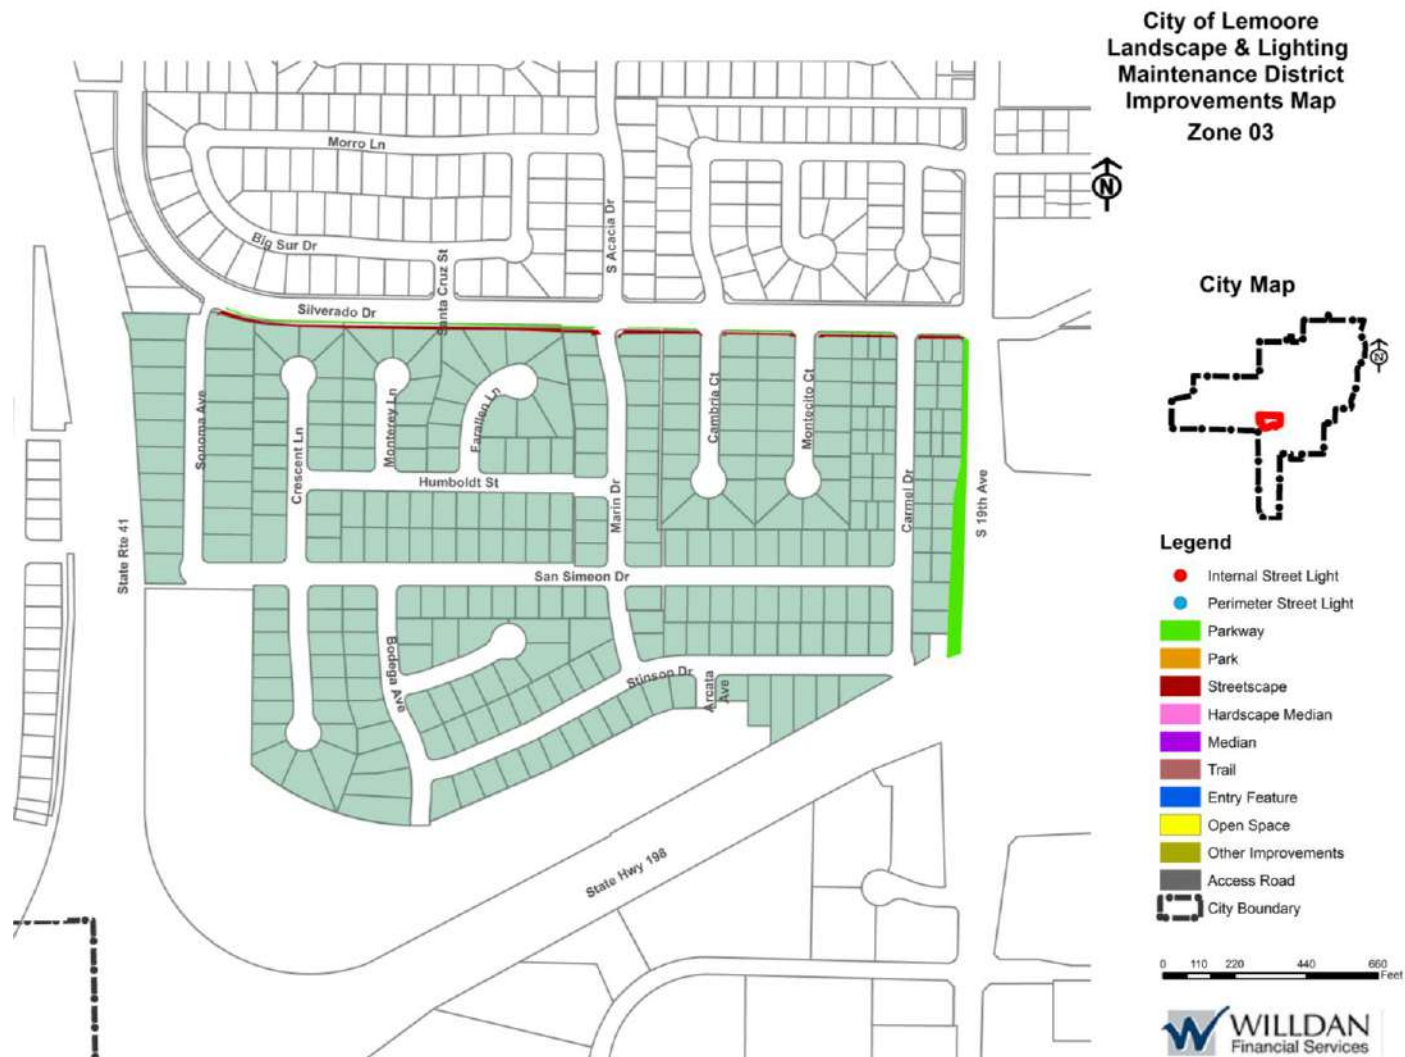 City of Lemoore
Landscape & Lighting
Maintenance District
Improvements Map
Zone 03
N
Morro Ln
Big Sur Dr
Santa Cruz St
S Acacia Dr
Silverado Dr
City Map
N
Sonoma Ave
Crescent Ln
Monterey Ln
Farallen Ln
Cambria Ct
Montecito Ct
Humboldt St
Marin Dr
Carmel Dr
S 19th Ave
State Rte 41
San Simeon Dr
Bodega Ave
Stinson Dr
Arcata
Ave
State Hwy 198
Legend
Internal Street Light
Perimeter Street Light
Parkway
Park
Streetscape
Hardscape Median
Median
Trail
Entry Feature
Open Space
Other Improvements
Access Road
City Boundary
0 110 220 440 660
Feet
WILLDAN
Financial Services